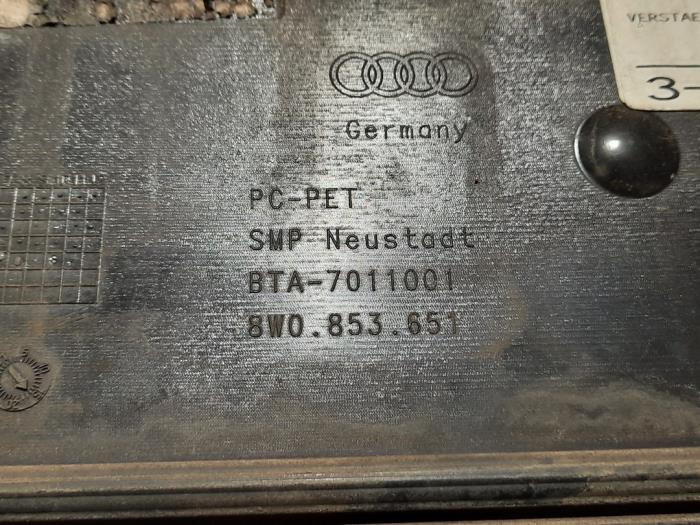 VERSTAE
3-
Germany
PC-PET
SMP Neustadt
BTA-7011001
8W0.853.651